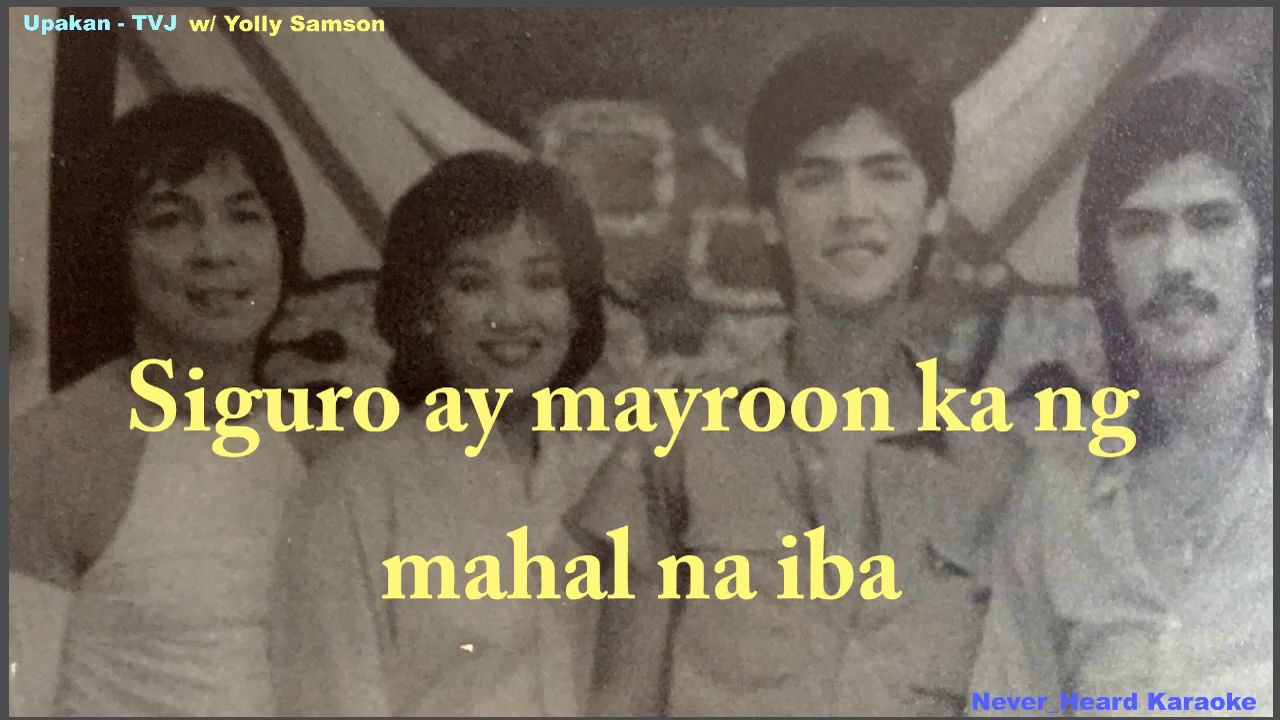 Upakan - TVJ w/ Yolly Samson
Siguro ay mayroon ka ng
mahal na iba
Never_Heard Karaoke